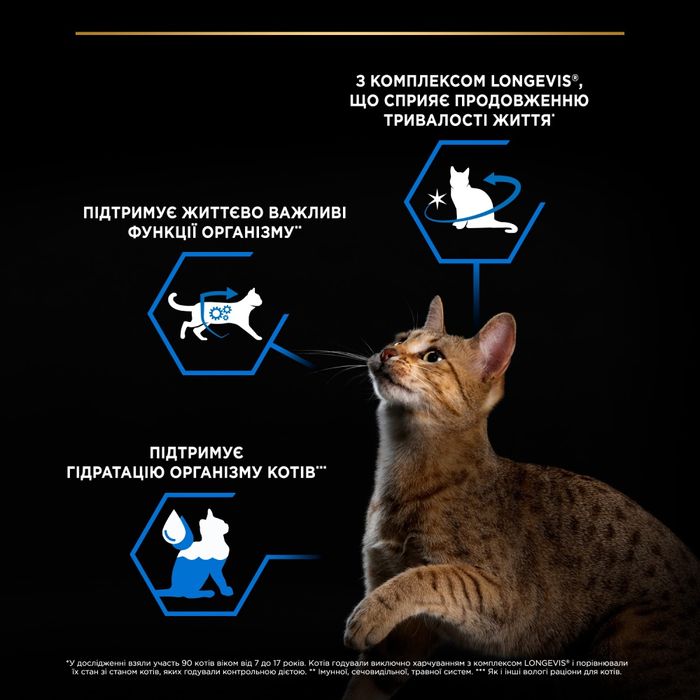 З КОМПЛЕКСОМ LONGEVIS®,
ЩО СПРИЯЄ ПРОДОВЖЕННЮ
ТРИВАЛОСТІ ЖИТТЯ*
ПІДТРИМУЄ ЖИТТЄВО ВАЖЛИВІ
ФУНКЦІЇ ОРГАНІЗМУ**
ПІДТРИМУЄ
ГІДРАТАЦІЮ ОРГАНІЗМУ КОТІВ***
*У дослідженні взяли участь 90 котів віком від 7 до 17 років. Котів годували виключно харчуванням з комплексом LONGEVIS® і порівнювали
їх стан зі станом котів, яких годували контрольною дієтою. ** Імунної, сечовидільної, травної систем. *** Як і інші вологі раціони для котів.